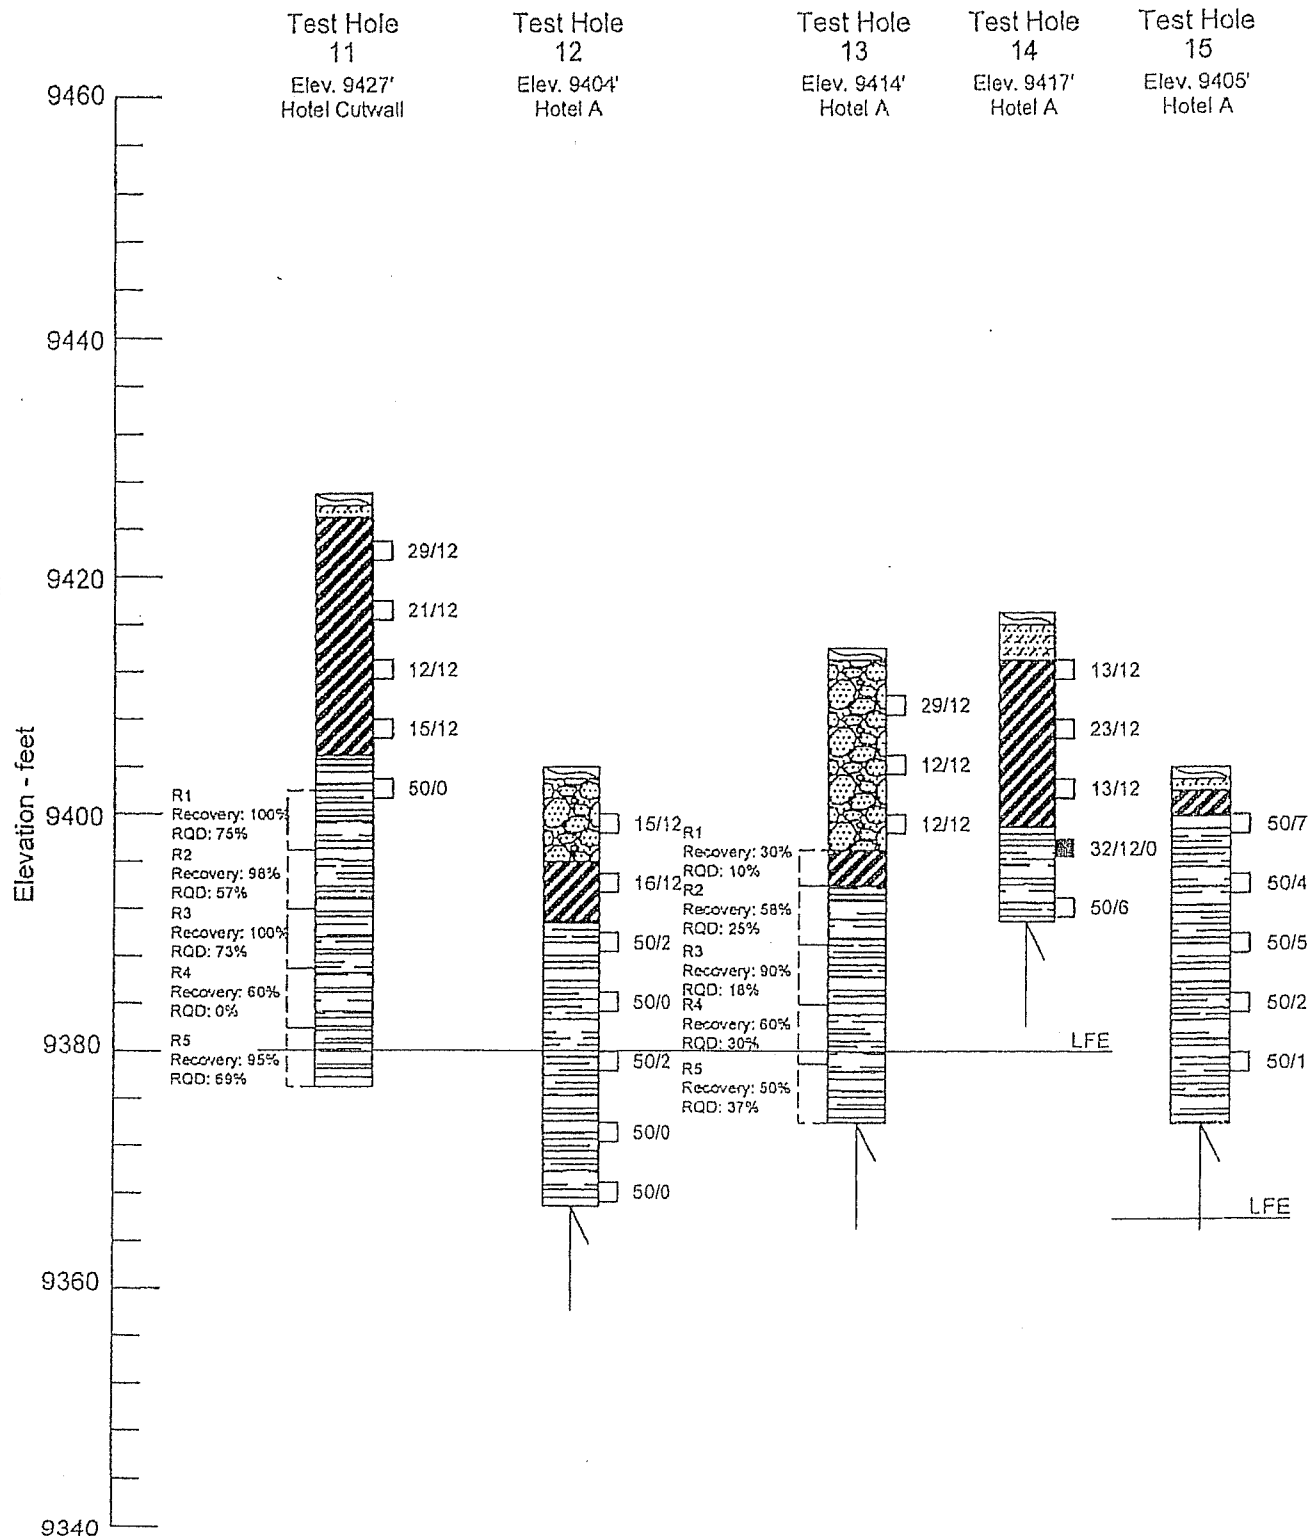 Test Hole
11
Elev. 9427'
Hotel Cutwall
Test Hole
12
Elev. 9404'
Hotel A
Test Hole
13
Elev. 9414'
Hotel A
Test Hole
14
Elev. 9417'
Hotel A
Test Hole
15
Elev. 9405'
Hotel A
Elevation - feet
9460
9440
9420
9400
9380
9360
9340
29/12
21/12
12/12
15/12
50/0
R1
Recovery: 100%
RQD: 75%
R2
Recovery: 98%
RQD: 57%
R3
Recovery: 100%
RQD: 73%
R4
Recovery: 60%
RQD: 0%
R5
Recovery: 95%
RQD: 69%
15/12
16/12
50/2
50/0
50/2
50/0
50/0
R1
Recovery: 30%
RQD: 10%
R2
Recovery: 58%
RQD: 25%
R3
Recovery: 90%
RQD: 18%
R4
Recovery: 60%
RQD: 30%
R5
Recovery: 50%
RQD: 37%
29/12
12/12
12/12
13/12
23/12
13/12
32/12/0
50/6
LFE
50/7
50/4
50/5
50/2
50/1
LFE